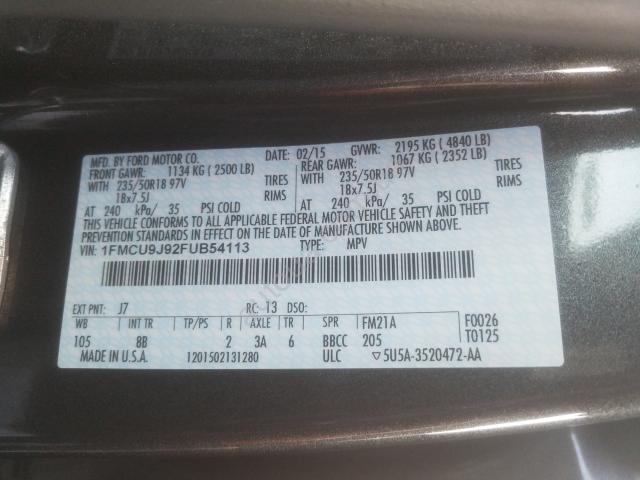 MFD. BY FORD MOTOR CO.
DATE: 02/15 GVWR: 2195 KG ( 4840 LB)
FRONT GAWR: 1134 KG ( 2500 LB)
REAR GAWR: 1067 KG ( 2352 LB)
WITH 235/50R18 97V TIRES
WITH 235/50R18 97V TIRES
18x7.5J RIMS
18x7.5J RIMS
AT 240 kPa/ 35 PSI COLD
AT 240 kPa/ 35 PSI COLD
THIS VEHICLE CONFORMS TO ALL APPLICABLE FEDERAL MOTOR VEHICLE SAFETY AND THEFT
PREVENTION STANDARDS IN EFFECT ON THE DATE OF MANUFACTURE SHOWN ABOVE.
VIN: 1FMCU9J92FUB54113 TYPE: MPV
EXT PNT: J7 RC: 13 DSO:
WB INT TR TP/PS R AXLE TR SPR FM21A F0026
105 8B 2 3A 6 BBCC 205 T0125
MADE IN U.S.A. 1201502131280 ULC ▽5U5A-3520472-AA